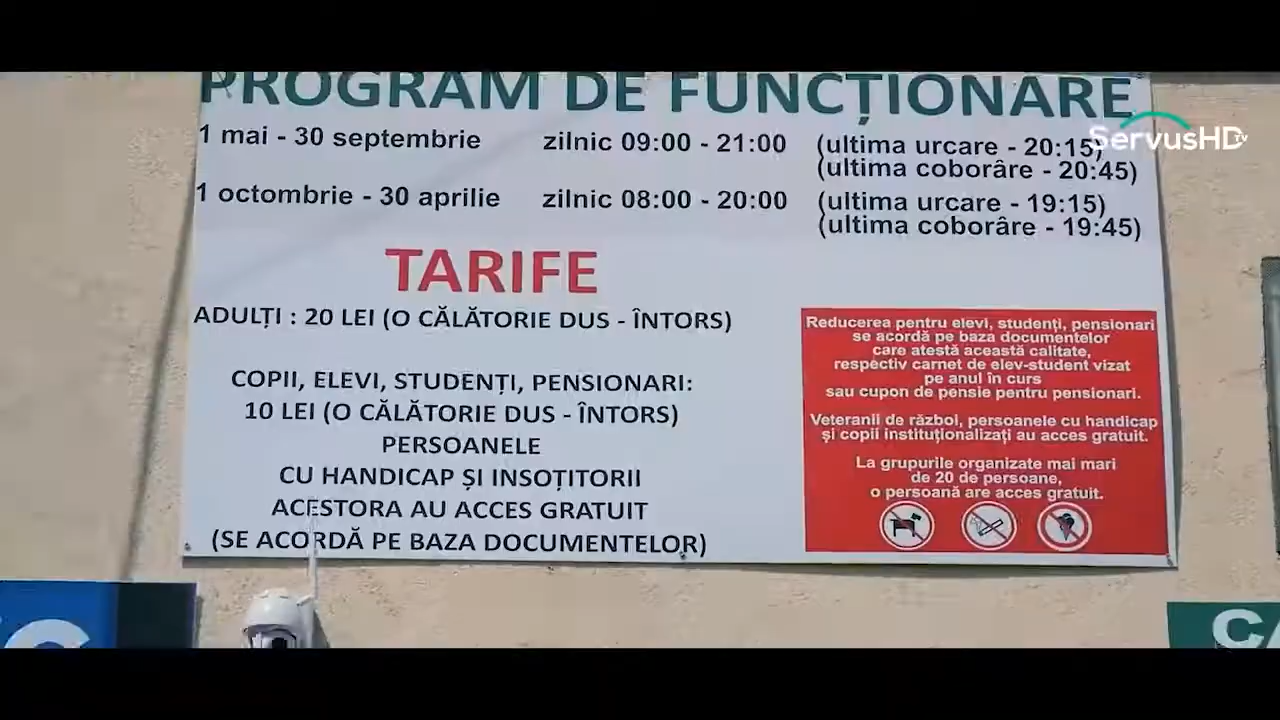 PROGRAM DE FUNCȚIONARE
1 mai - 30 septembrie zilnic 09:00 - 21:00 (ultima urcare - 20:15)
(ultima coborâre - 20:45)
1 octombrie - 30 aprilie zilnic 08:00 - 20:00 (ultima urcare - 19:15)
(ultima coborâre - 19:45)
TARIFE
ADULȚI : 20 LEI (O CĂLĂTORIE DUS - ÎNTORS)
COPII, ELEVI, STUDENȚI, PENSIONARI:
10 LEI (O CĂLĂTORIE DUS - ÎNTORS)
PERSOANELE
CU HANDICAP ȘI INSOȚITORII
ACESTORA AU ACCES GRATUIT
(SE ACORDĂ PE BAZA DOCUMENTELOR)
Reducerea pentru elevi, studenți, pensionari
se acordă pe baza documentelor
care atestă această calitate,
respectiv carnet de elev-student vizat
pe anul în curs
sau cupon de pensie pentru pensionari.
Veteranii de război, persoanele cu handicap
și copii instituționalizați au acces gratuit.
La grupurile organizate mai mari
de 20 de persoane,
o persoană are acces gratuit.
ServusHD TV